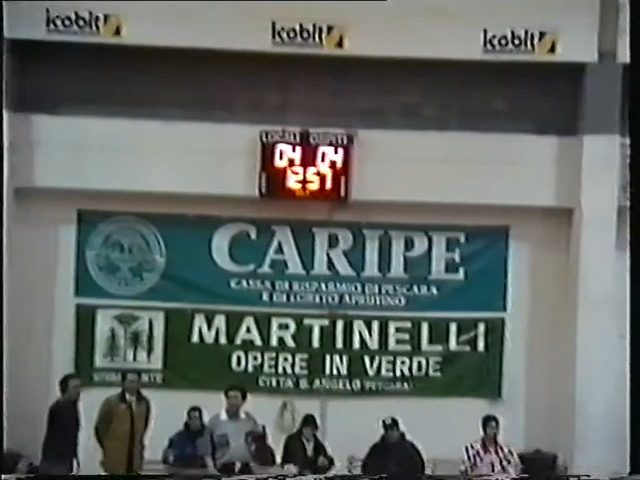 Icobit Icobit Icobit
LOCALI OSPITI
04 04
12:57
CARIPE
CASSA DI RISPARMIO DI PESCARA
E DI LORETO APRUTINO
MARTINELLI
OPERE IN VERDE
CITTA' S. ANGELO (PESCARA)